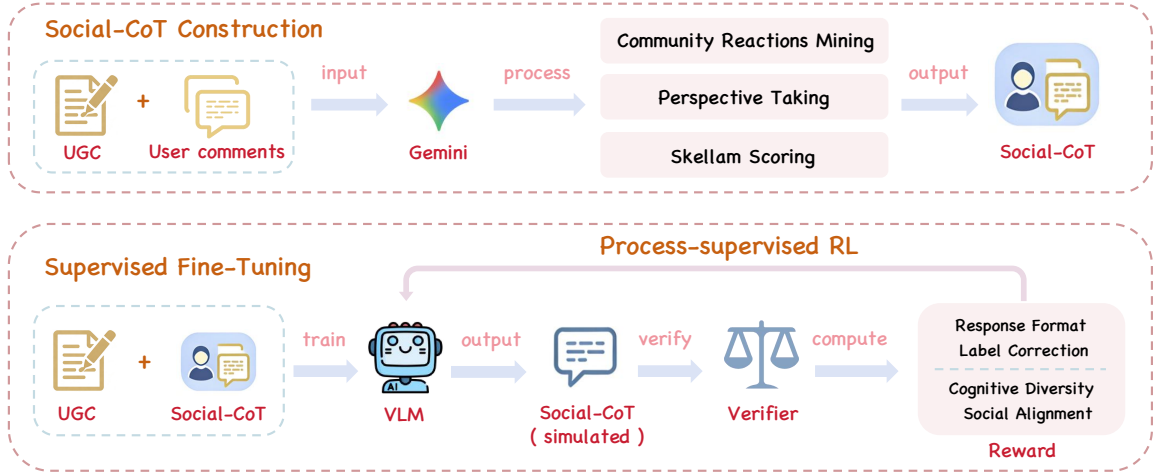 Social-CoT Construction
UGC
+
User comments
input
Gemini
process
Community Reactions Mining
Perspective Taking
Skellam Scoring
output
Social-CoT
Process-supervised RL
Supervised Fine-Tuning
UGC
+
Social-CoT
train
AI
VLM
output
Social-CoT
( simulated )
verify
Verifier
compute
Response Format
Label Correction
Cognitive Diversity
Social Alignment
Reward